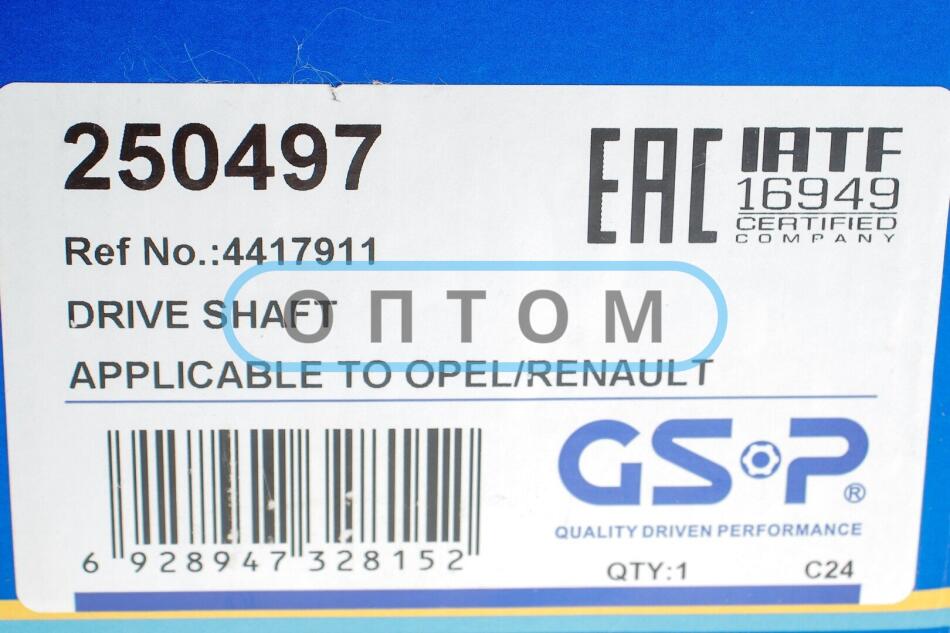 250497
EAC
IATF
16949
CERTIFIED
COMPANY
Ref No.:4417911
DRIVE SHAFT
ОПТОМ
APPLICABLE TO OPEL/RENAULT
GSP®
QUALITY DRIVEN PERFORMANCE
6 928947 328152
QTY:1 C24